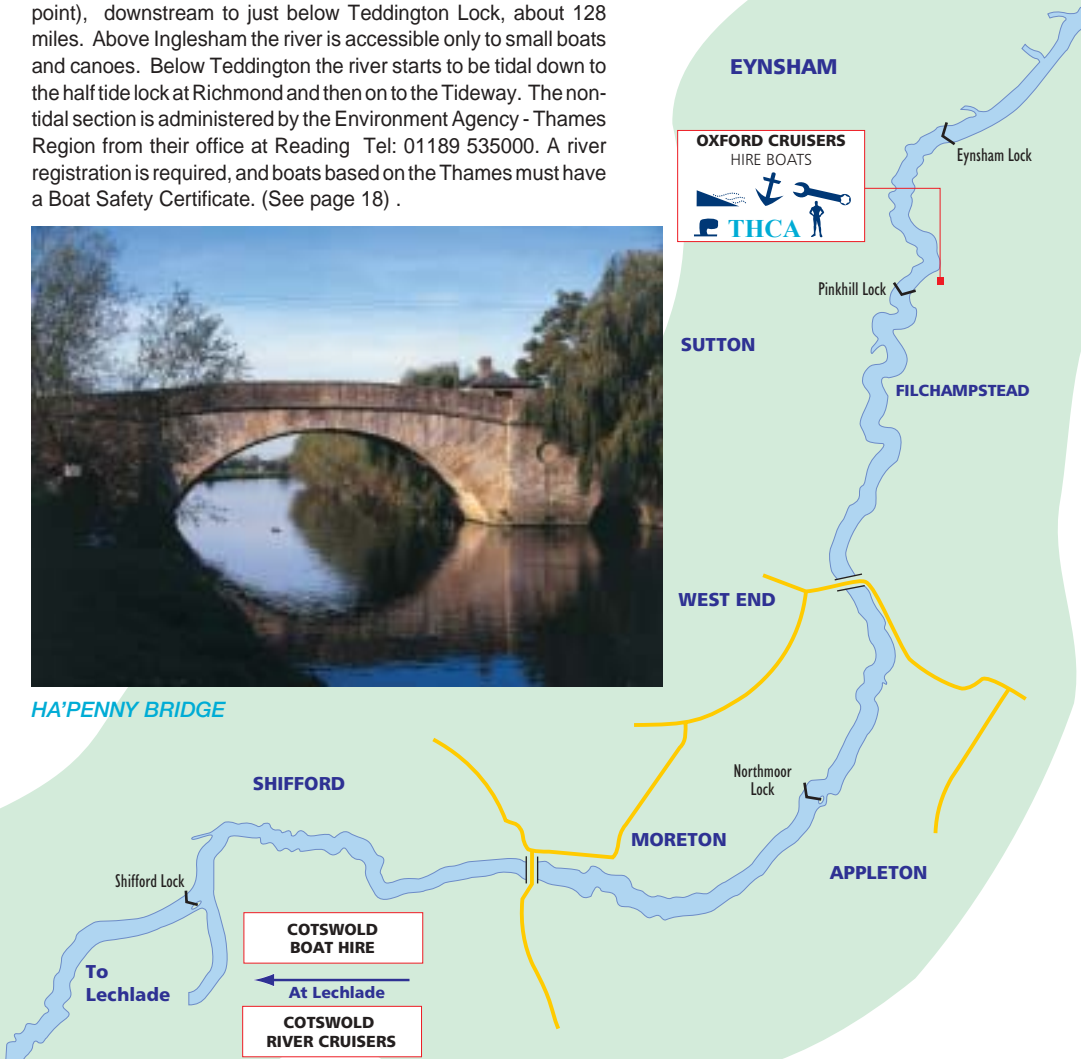 point), downstream to just below Teddington Lock, about 128
miles. Above Inglesham the river is accessible only to small boats
and canoes. Below Teddington the river starts to be tidal down to
the half tide lock at Richmond and then on to the Tideway. The non-
tidal section is administered by the Environment Agency - Thames
Region from their office at Reading Tel: 01189 535000. A river
registration is required, and boats based on the Thames must have
a Boat Safety Certificate. (See page 18) .
HA'PENNY BRIDGE
EYNSHAM
OXFORD CRUISERS
HIRE BOATS
THCA
Eynsham Lock
Pinkhill Lock
SUTTON
FILCHAMPSTEAD
WEST END
Northmoor
Lock
SHIFFORD
MORETON
APPLETON
Shifford Lock
To
Lechlade
COTSWOLD
BOAT HIRE
At Lechlade
COTSWOLD
RIVER CRUISERS